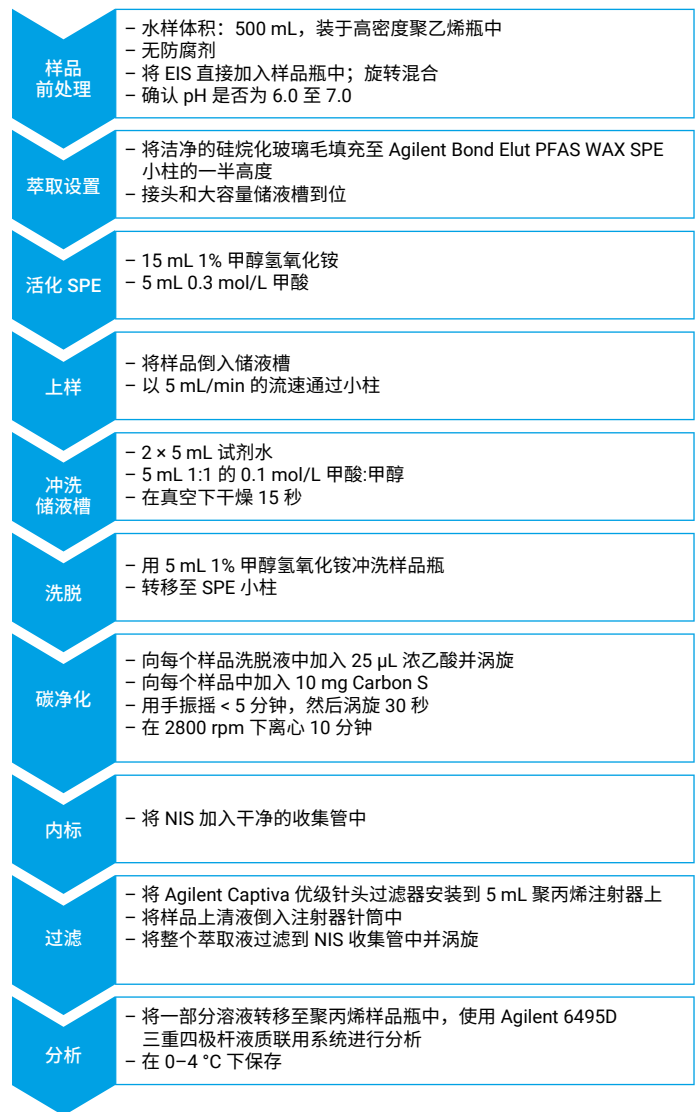 样品
前处理
– 水样体积：500 mL，装于高密度聚乙烯瓶中
– 无防腐剂
– 将 EIS 直接加入样品瓶中；旋转混合
– 确认 pH 是否为 6.0 至 7.0
萃取设置
– 将洁净的硅烷化玻璃毛填充至 Agilent Bond Elut PFAS WAX SPE
小柱的一半高度
– 接头和大容量储液槽到位
活化 SPE
– 15 mL 1% 甲醇氢氧化铵
– 5 mL 0.3 mol/L 甲酸
上样
– 将样品倒入储液槽
– 以 5 mL/min 的流速通过小柱
冲洗
储液槽
– 2 × 5 mL 试剂水
– 5 mL 1:1 的 0.1 mol/L 甲酸:甲醇
– 在真空下干燥 15 秒
洗脱
– 用 5 mL 1% 甲醇氢氧化铵冲洗样品瓶
– 转移至 SPE 小柱
碳净化
– 向每个样品洗脱液中加入 25 µL 浓乙酸并涡旋
– 向每个样品中加入 10 mg Carbon S
– 用手振摇 < 5 分钟，然后涡旋 30 秒
– 在 2800 rpm 下离心 10 分钟
内标
– 将 NIS 加入干净的收集管中
过滤
– 将 Agilent Captiva 优级针头过滤器安装到 5 mL 聚丙烯注射器上
– 将样品上清液倒入注射器针筒中
– 将整个萃取液过滤到 NIS 收集管中并涡旋
分析
– 将一部分溶液转移至聚丙烯样品瓶中，使用 Agilent 6495D
三重四极杆液质联用系统进行分析
– 在 0–4 °C 下保存